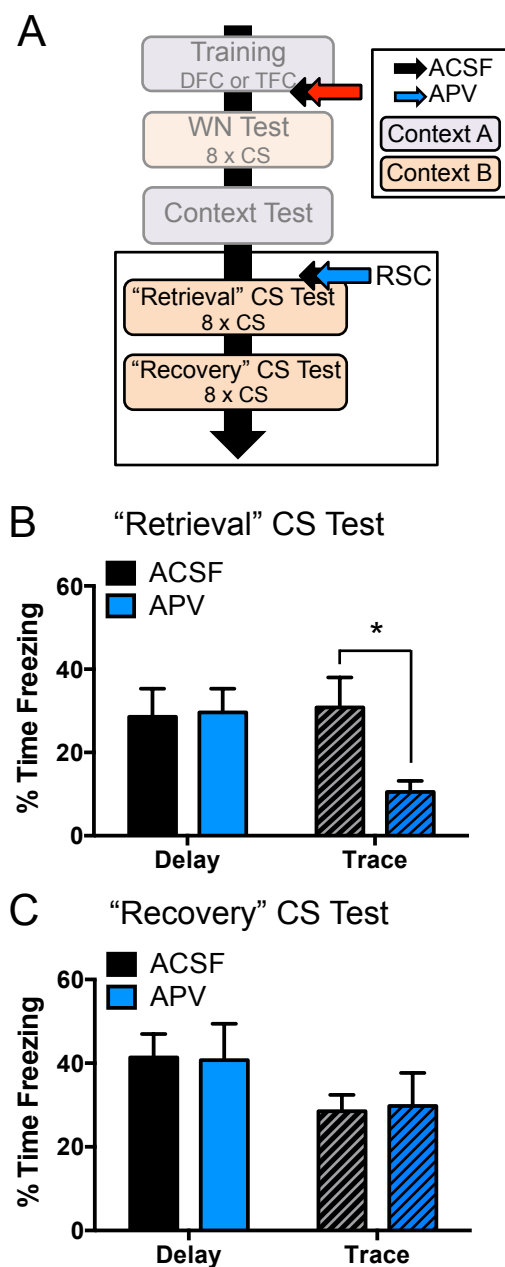 A
Training
DFC or TFC
WN Test
8 x CS
Context Test
ACSF
APV
Context A
Context B
RSC
“Retrieval” CS Test
8 x CS
“Recovery” CS Test
8 x CS
B
“Retrieval” CS Test
60
40
20
0
% Time Freezing
ACSF
APV
*
Delay
Trace
C
“Recovery” CS Test
60
40
20
0
% Time Freezing
ACSF
APV
Delay
Trace